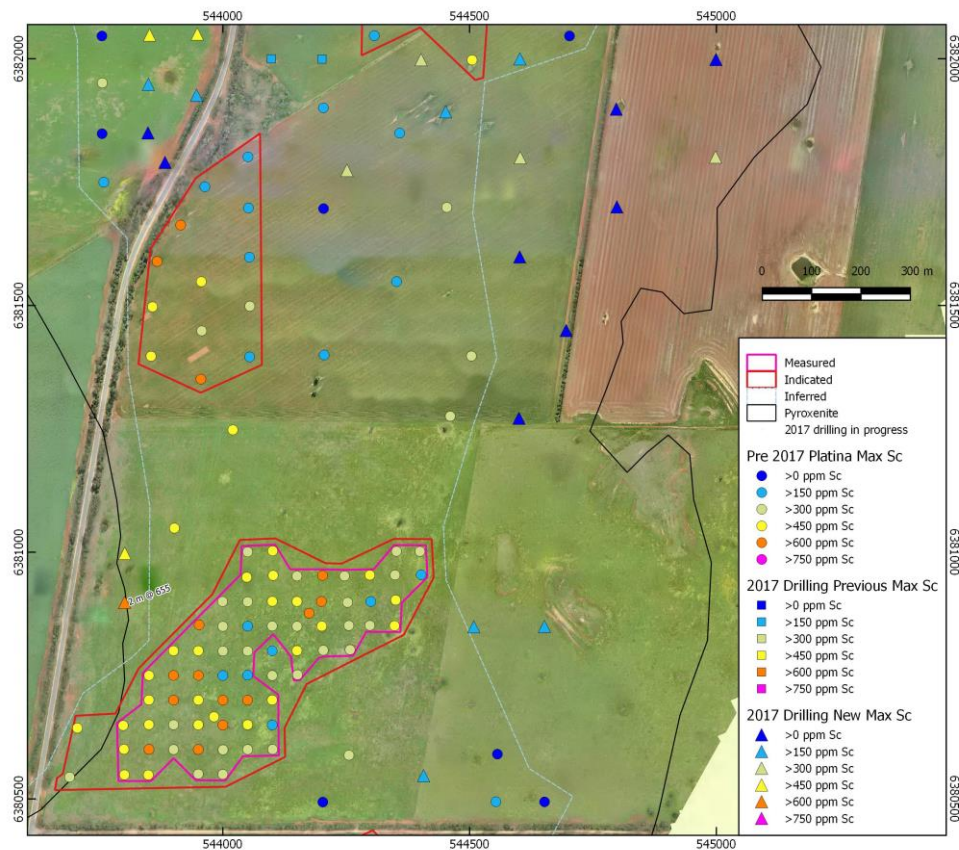 544000
544500
545000
6382000
6382000
0 100 200 300 m
6381500
6381500
Measured
Indicated
Inferred
Pyroxenite
2017 drilling in progress
Pre 2017 Platina Max Sc
>0 ppm Sc
>150 ppm Sc
>300 ppm Sc
>450 ppm Sc
>600 ppm Sc
>750 ppm Sc
2017 Drilling Previous Max Sc
>0 ppm Sc
>150 ppm Sc
>300 ppm Sc
>450 ppm Sc
>600 ppm Sc
>750 ppm Sc
2017 Drilling New Max Sc
>0 ppm Sc
>150 ppm Sc
>300 ppm Sc
>450 ppm Sc
>600 ppm Sc
>750 ppm Sc
6381000
6381000
2 m @ 655
6380500
6380500
544000
544500
545000